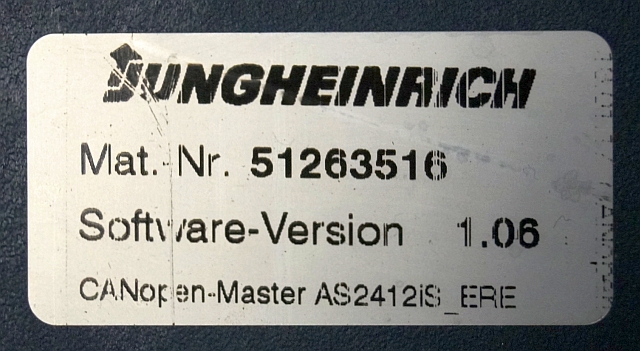 JUNGHEINRICH
Mat.-Nr. 51263516
Software-Version 1.06
CANopen-Master AS2412iS_ERE